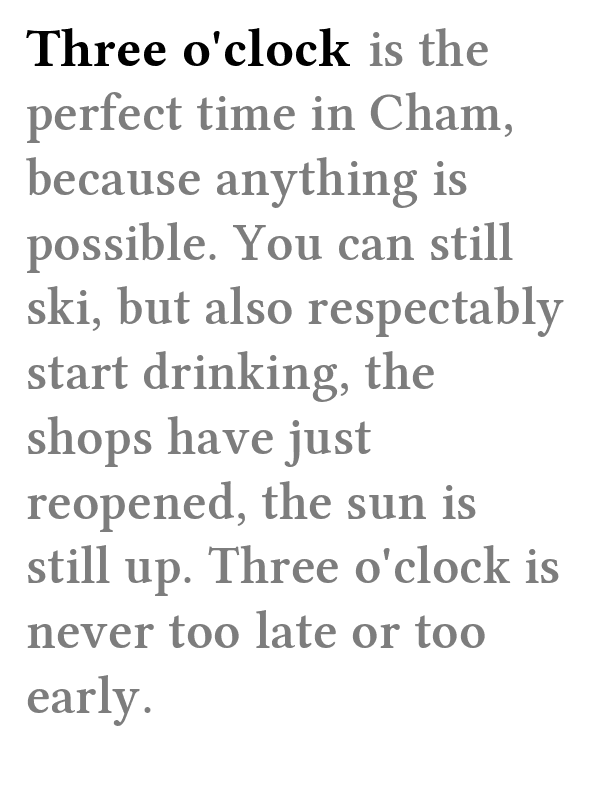 Three o'clock is the
perfect time in Cham,
because anything is
possible. You can still
ski, but also respectably
start drinking, the
shops have just
reopened, the sun is
still up. Three o'clock is
never too late or too
early.